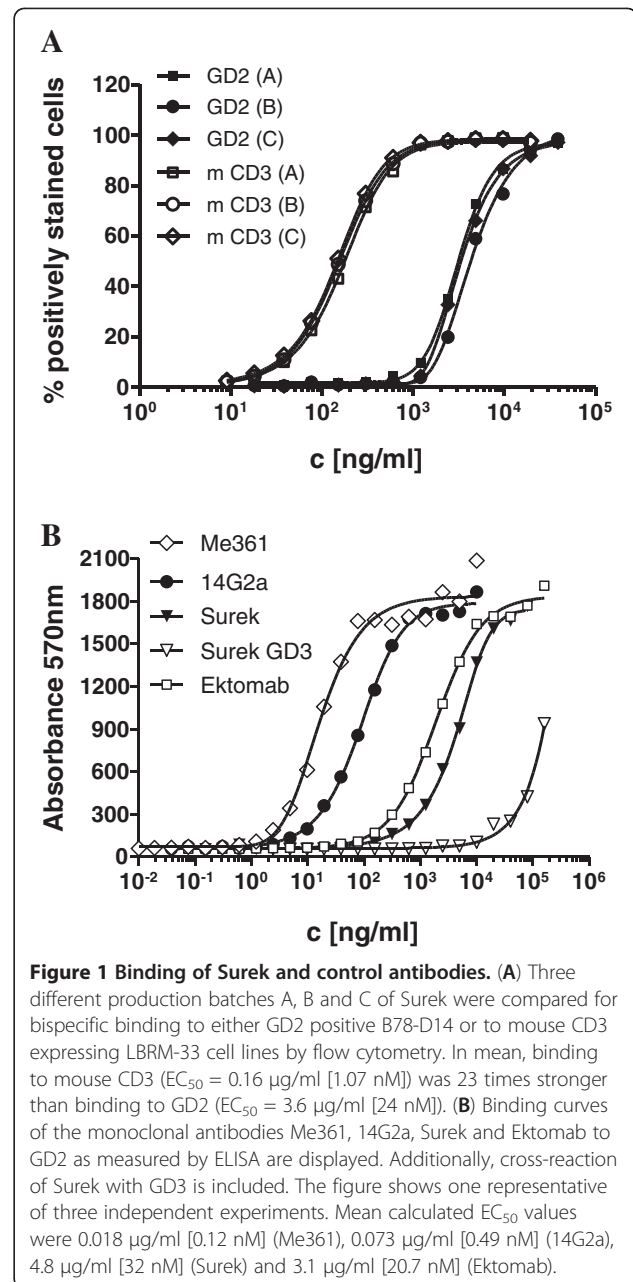 A
120
100
80
60
40
20
0
% positively stained cells
GD2 (A)
GD2 (B)
GD2 (C)
m CD3 (A)
m CD3 (B)
m CD3 (C)
10⁰ 10¹ 10² 10³ 10⁴ 10⁵
c [ng/ml]
B
2100
1800
1500
1200
900
600
300
0
Absorbance 570nm
Me361
14G2a
Surek
Surek GD3
Ektomab
10⁻² 10⁻¹ 10⁰ 10¹ 10² 10³ 10⁴ 10⁵ 10⁶
c [ng/ml]
Figure 1 Binding of Surek and control antibodies. (A) Three
different production batches A, B and C of Surek were compared for
bispecific binding to either GD2 positive B78-D14 or to mouse CD3
expressing LBRM-33 cell lines by flow cytometry. In mean, binding
to mouse CD3 (EC₅₀ = 0.16 μg/ml [1.07 nM]) was 23 times stronger
than binding to GD2 (EC₅₀ = 3.6 μg/ml [24 nM]). (B) Binding curves
of the monoclonal antibodies Me361, 14G2a, Surek and Ektomab to
GD2 as measured by ELISA are displayed. Additionally, cross-reaction
of Surek with GD3 is included. The figure shows one representative
of three independent experiments. Mean calculated EC₅₀ values
were 0.018 μg/ml [0.12 nM] (Me361), 0.073 μg/ml [0.49 nM] (14G2a),
4.8 μg/ml [32 nM] (Surek) and 3.1 μg/ml [20.7 nM] (Ektomab).